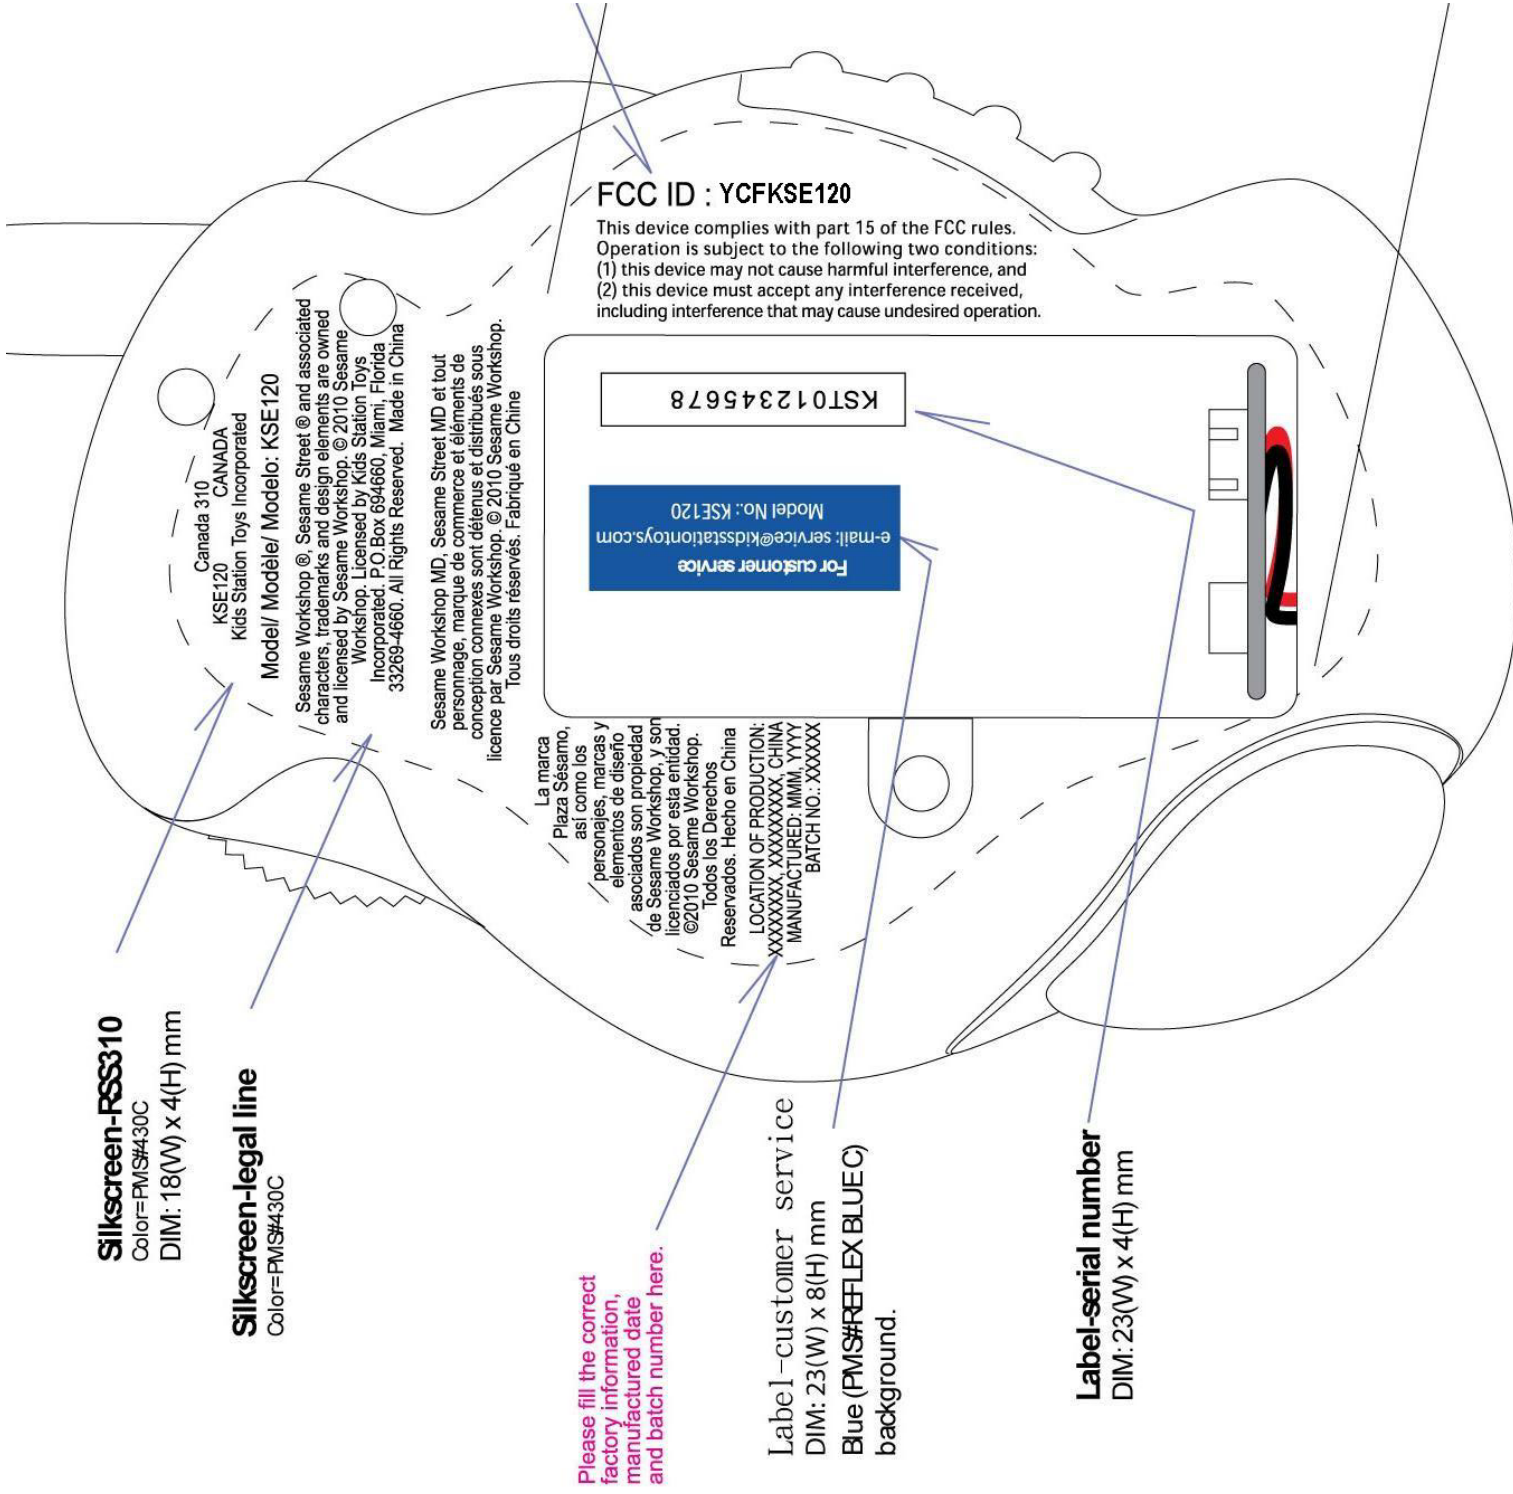 FCC ID : YCFKSE120
This device complies with part 15 of the FCC rules.
Operation is subject to the following two conditions:
(1) this device may not cause harmful interference, and
(2) this device must accept any interference received,
including interference that may cause undesired operation.
Canada 310
KSE120 CANADA
Kids Station Toys Incorporated
Model/ Modèle/ Modelo: KSE120
Sesame Workshop ®, Sesame Street ® and associated
characters, trademarks and design elements are owned
and licensed by Sesame Workshop. © 2010 Sesame
Workshop. Licensed by Kids Station Toys
Incorporated. P.O.Box 694660, Miami, Florida
33269-4660. All Rights Reserved. Made in China
Sesame Workshop MD, Sesame Street MD et tout
personnage, marque de commerce et éléments de
conception connexes sont détenus et distribués sous
licence par Sesame Workshop. © 2010 Sesame Workshop.
Tous droits réservés. Fabriqué en Chine
KST012345678
For customer service
e-mail: service@kidsstationtoys.com
Model No.: KSE120
La marca
Plaza Sésamo,
así como los
personajes, marcas y
elementos de diseño
asociados son propiedad
de Sesame Workshop, y son
licenciados por esta entidad.
©2010 Sesame Workshop.
Todos los Derechos
Reservados. Hecho en China
LOCATION OF PRODUCTION:
XXXXXXXX, XXXXXXXXX, CHINA
MANUFACTURED: MMM, YYYY
BATCH NO.: XXXXXX
Silkscreen-RSS310
Color=PMS#430C
DIM: 18(W) x 4(H) mm
Silkscreen-legal line
Color=PMS#430C
Please fill the correct
factory information,
manufactured date
and batch number here.
Label-customer service
DIM: 23(W) x 8(H) mm
Blue (PMS#REFLEX BLUEC)
background.
Label-serial number
DIM: 23(W) x 4(H) mm